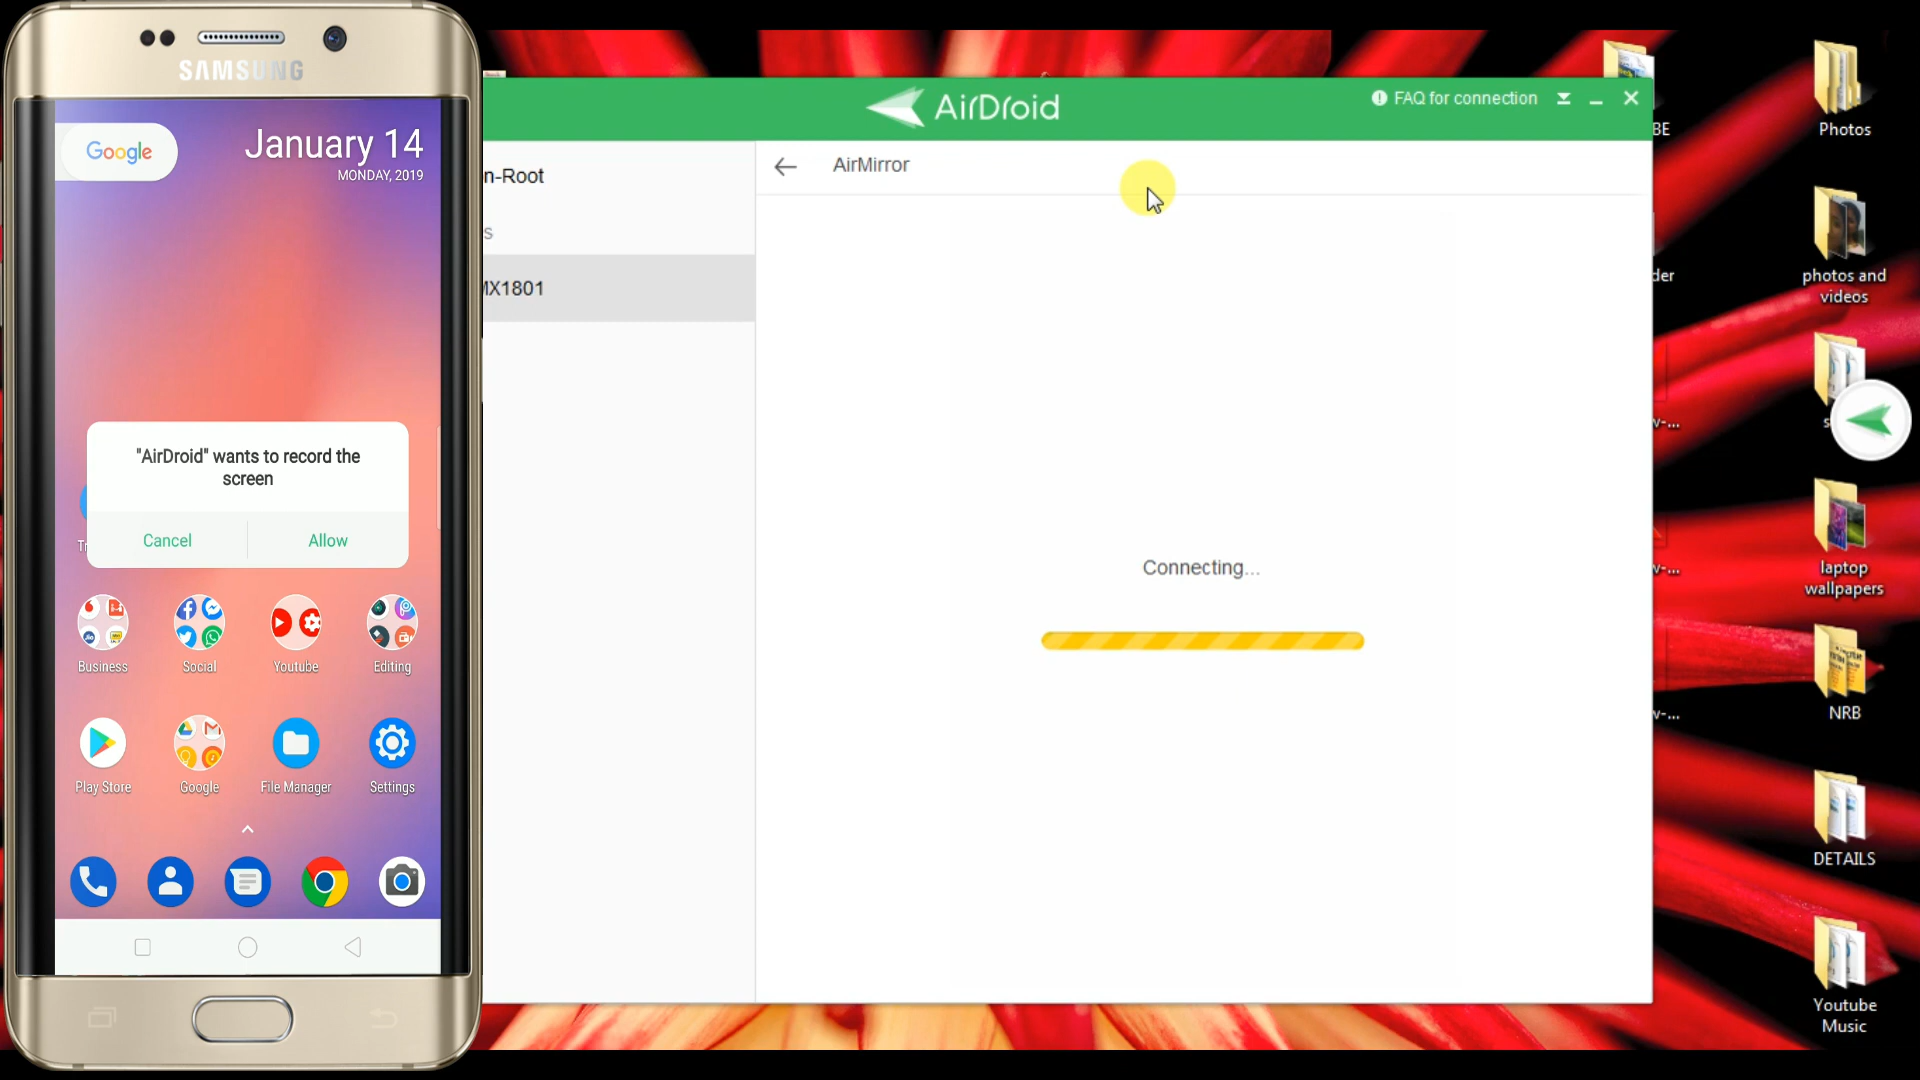 SAMSUNG
Google
January 14
MONDAY, 2019
"AirDroid" wants to record the
screen
Cancel
Allow
Business
Social
Youtube
Editing
Play Store
Google
File Manager
Settings
AirDroid
FAQ for connection
n-Root
s
MX1801
AirMirror
Connecting...
BE
der
v-...
v-...
v-...
Photos
photos and
videos
s
laptop
wallpapers
NRB
DETAILS
Youtube
Music